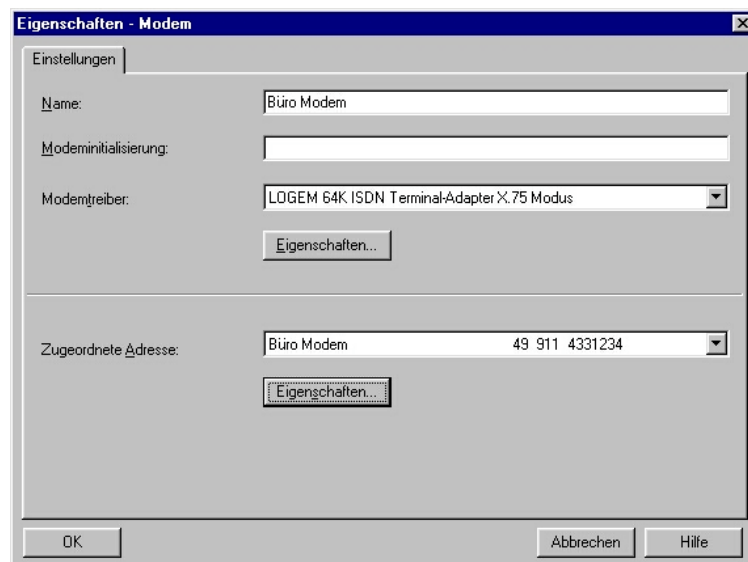 Eigenschaften - Modem
Einstellungen
Name: Büro Modem
Modeminitialisierung:
Modemtreiber: LOGEM 64K ISDN Terminal-Adapter X.75 Modus
Eigenschaften...
Zugeordnete Adresse: Büro Modem 49 911 4331234
Eigenschaften...
OK Abbrechen Hilfe